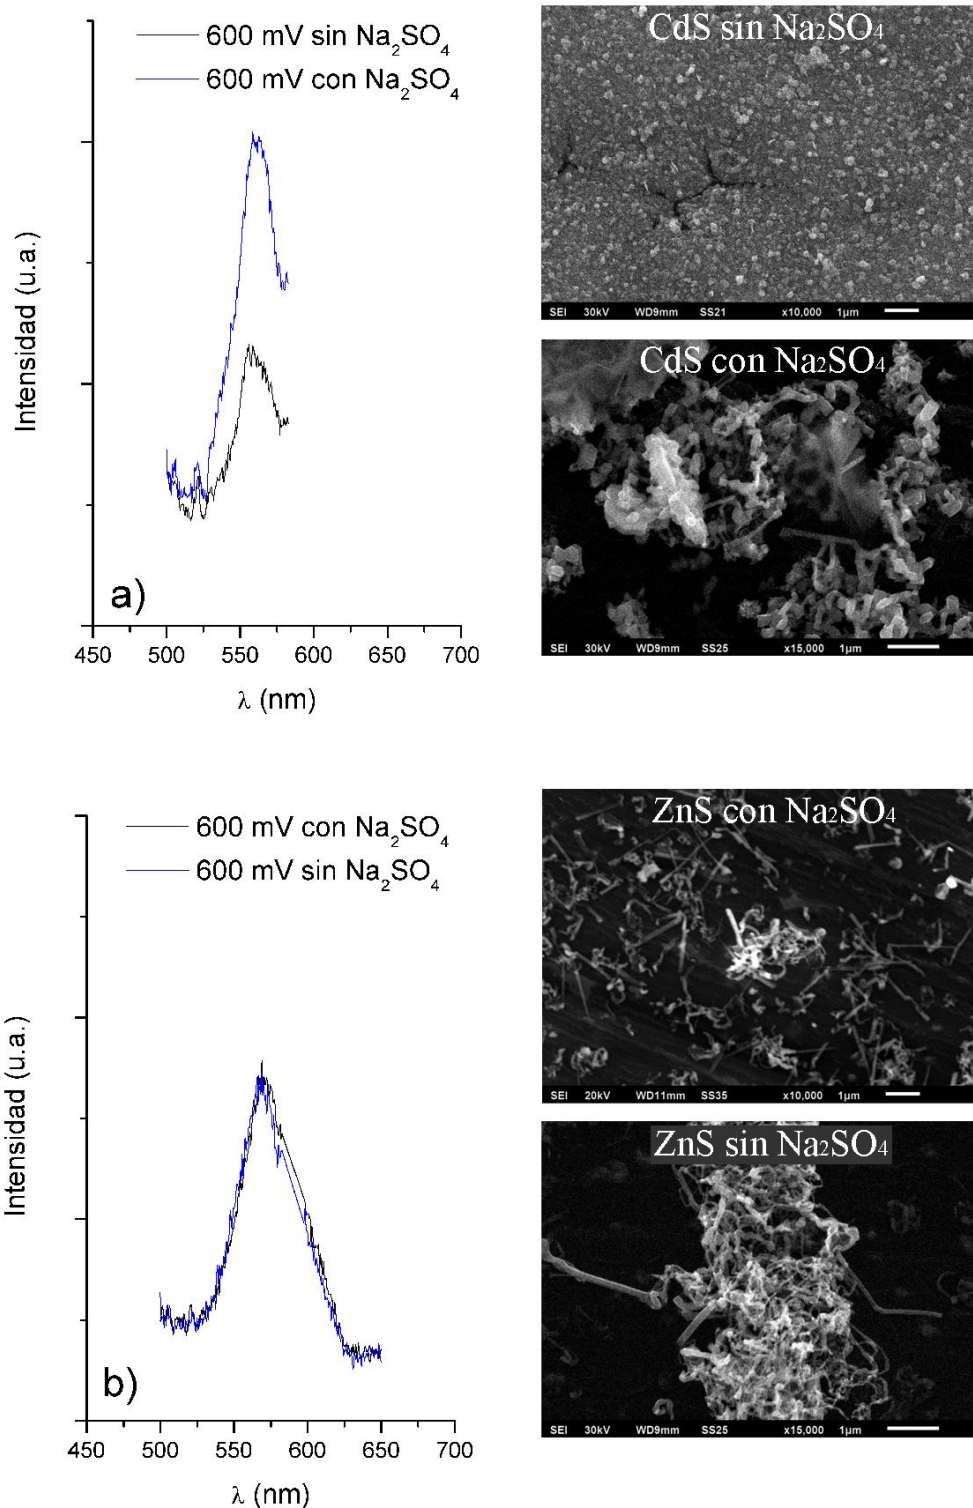 600 mV sin Na₂SO₄
600 mV con Na₂SO₄
Intensidad (u.a.)
a)
450 500 550 600 650 700
λ (nm)
CdS sin Na₂SO₄
SEI 30kV WD9mm SS21 x10,000 1µm
CdS con Na₂SO₄
SEI 30kV WD9mm SS25 x15,000 1µm
600 mV con Na₂SO₄
600 mV sin Na₂SO₄
Intensidad (u.a.)
b)
450 500 550 600 650 700
λ (nm)
ZnS con Na₂SO₄
SEI 20kV WD11mm SS35 x10,000 1µm
ZnS sin Na₂SO₄
SEI 30kV WD9mm SS25 x15,000 1µm